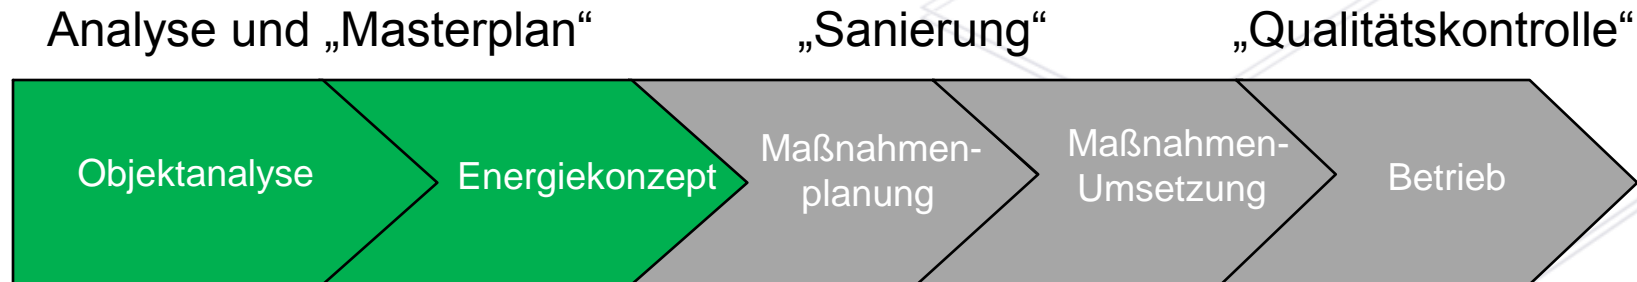 Analyse und „Masterplan“
„Sanierung“
„Qualitätskontrolle“
Objektanalyse
Energiekonzept
Maßnahmen-
planung
Maßnahmen-
Umsetzung
Betrieb